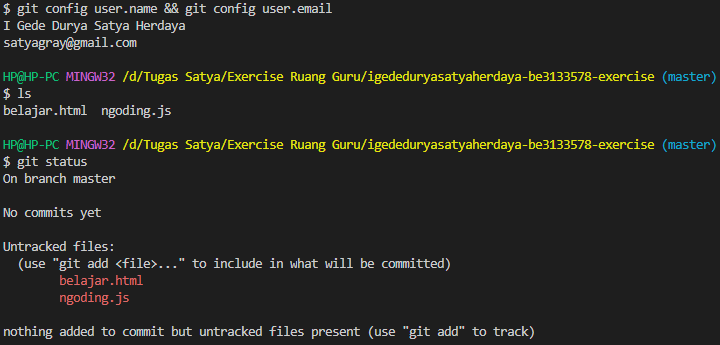 $ git config user.name && git config user.email
I Gede Durya Satya Herdaya
satyagray@gmail.com
HP@HP-PC MINGW32 /d/Tugas Satya/Exercise Ruang Guru/igededuryasatyaherdaya-be3133578-exercise (master)
$ ls
belajar.html  ngoding.js
HP@HP-PC MINGW32 /d/Tugas Satya/Exercise Ruang Guru/igededuryasatyaherdaya-be3133578-exercise (master)
$ git status
On branch master
No commits yet
Untracked files:
  (use "git add <file>..." to include in what will be committed)
        belajar.html
        ngoding.js
nothing added to commit but untracked files present (use "git add" to track)